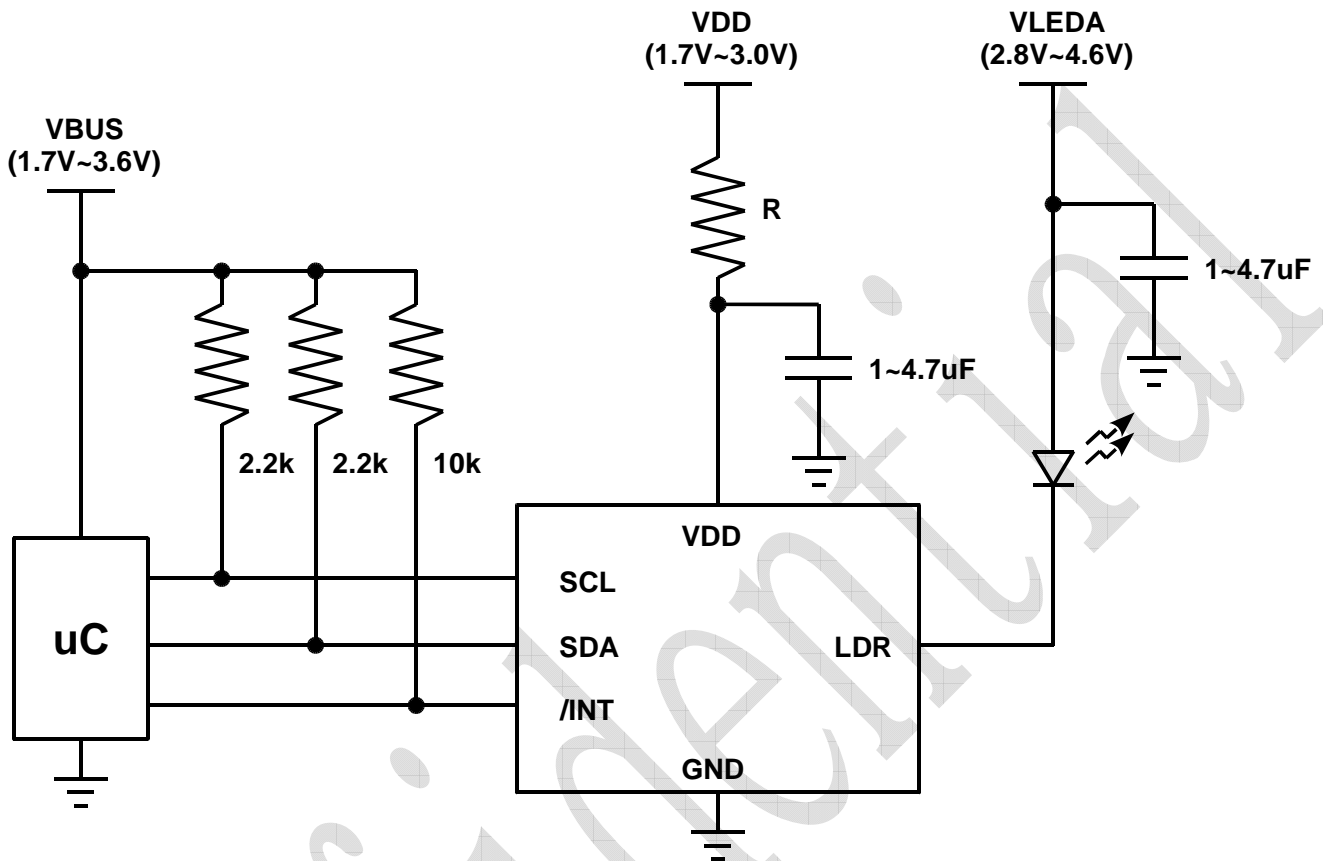 VDD
(1.7V~3.0V)
VLEDA
(2.8V~4.6V)
VBUS
(1.7V~3.6V)
R
1~4.7uF
1~4.7uF
2.2k
2.2k
10k
VDD
SCL
uC
SDA
LDR
/INT
GND